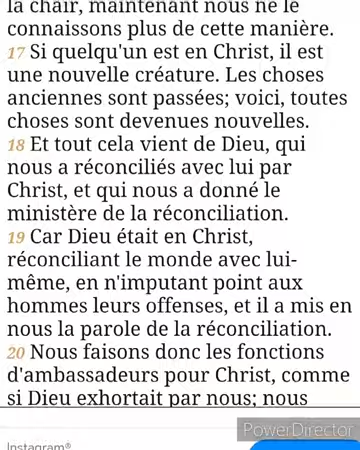 la chair, maintenant nous ne le
connaissons plus de cette manière.
17 Si quelqu'un est en Christ, il est
une nouvelle créature. Les choses
anciennes sont passées; voici, toutes
choses sont devenues nouvelles.
18 Et tout cela vient de Dieu, qui
nous a réconciliés avec lui par
Christ, et qui nous a donné le
ministère de la réconciliation.
19 Car Dieu était en Christ,
réconciliant le monde avec lui-
même, en n'imputant point aux
hommes leurs offenses, et il a mis en
nous la parole de la réconciliation.
20 Nous faisons donc les fonctions
d'ambassadeurs pour Christ, comme
si Dieu exhortait par nous; nous
PowerDirector
Instagram®